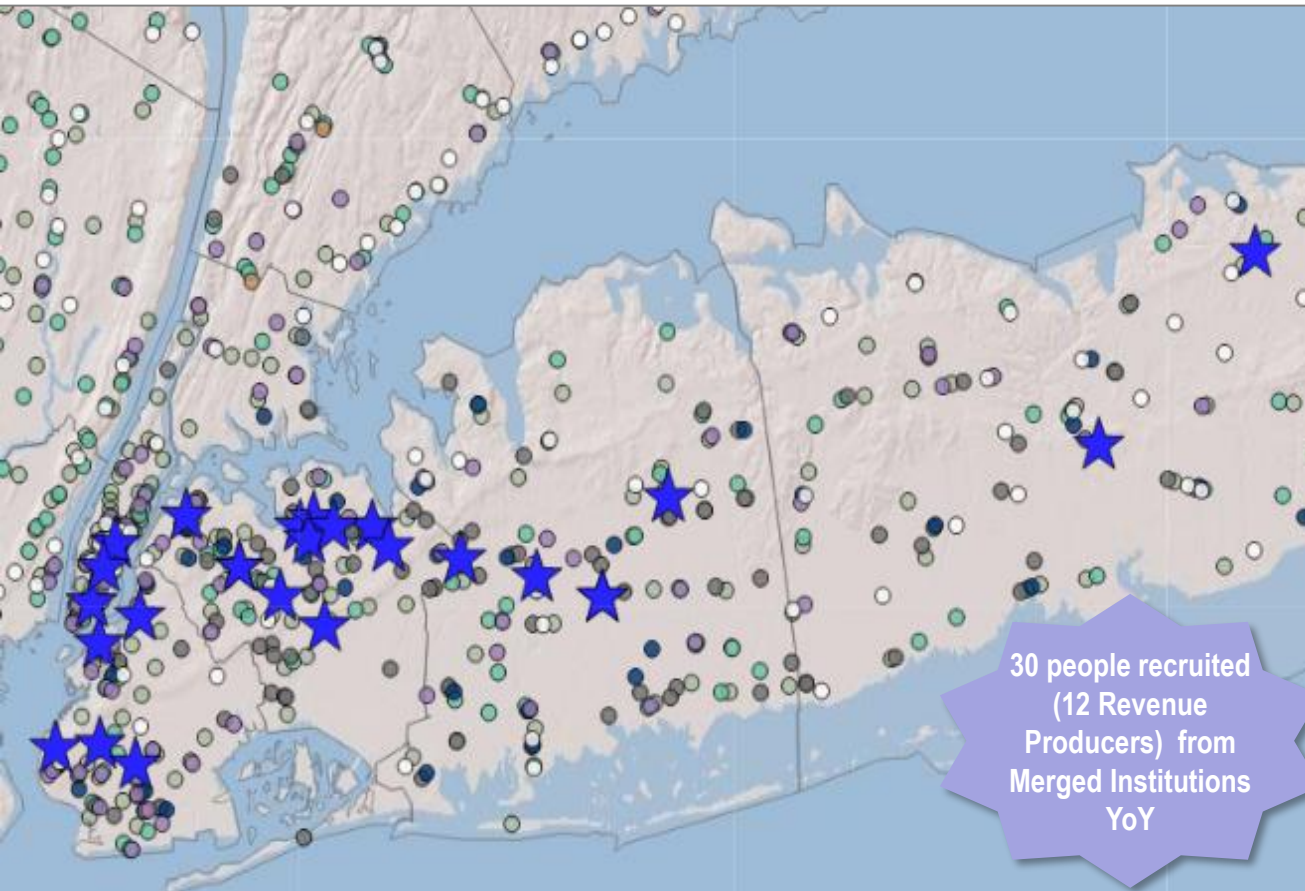 30 people recruited
(12 Revenue
Producers) from
Merged Institutions
YoY